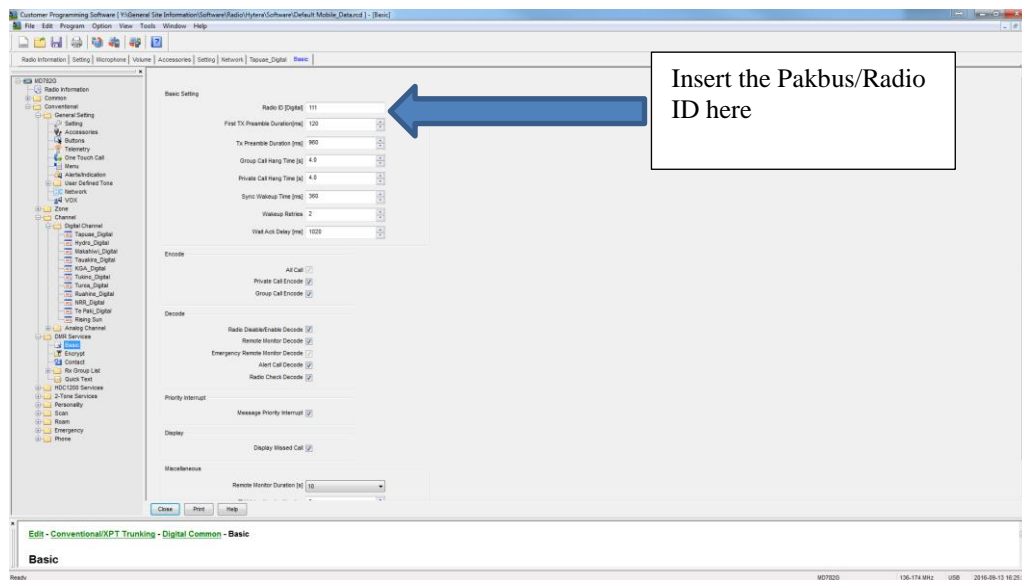 Customer Programming Software [ Y:\General Site Information\Software\Radio\Hytera\Software\Default Mobile_Data.rcd ] - [Basic]
File Edit Program Option View Tools Window Help
Radio Information | Setting | Microphone | Volume | Accessories | Setting | Network | Tapuae_Digital Basic
MD782G
Radio Information
Common
Conventional
General Setting
Setting
Accessories
Buttons
Telemetry
One Touch Call
Menu
Alerts/Indication
User Defined Tone
Network
VOX
Zone
Channel
Digital Channel
Tapuae_Digital
Hydro_Digital
Wakahiwi_Digital
Tauakira_Digital
KGA_Digital
Tukino_Digital
Turoa_Digital
Ruahine_Digital
NRR_Digital
Te Paki_Digital
Rising Sun
Analog Channel
DMR Services
Basic
Encrypt
Contact
Rx Group List
Quick Text
HDC1200 Services
2-Tone Services
Personality
Scan
Roam
Emergency
Phone
Basic Setting
Radio ID [Digital] 111
First TX Preamble Duration[ms] 120
Tx Preamble Duration [ms] 960
Group Call Hang Time [s] 4.0
Private Call Hang Time [s] 4.0
Sync Wakeup Time [ms] 360
Wakeup Retries 2
Wait Ack Delay [ms] 1020
Encode
All Call
Private Call Encode
Group Call Encode
Decode
Radio Disable/Enable Decode
Remote Monitor Decode
Emergency Remote Monitor Decode
Alert Call Decode
Radio Check Decode
Priority Interrupt
Message Priority Interrupt
Display
Display Missed Call
Miscellaneous
Remote Monitor Duration [s] 10
Close Print Help
Insert the Pakbus/Radio
ID here
Edit - Conventional/XPT Trunking - Digital Common - Basic
Basic
Ready MD782G 136-174 MHz USB 2016-09-13 16:25